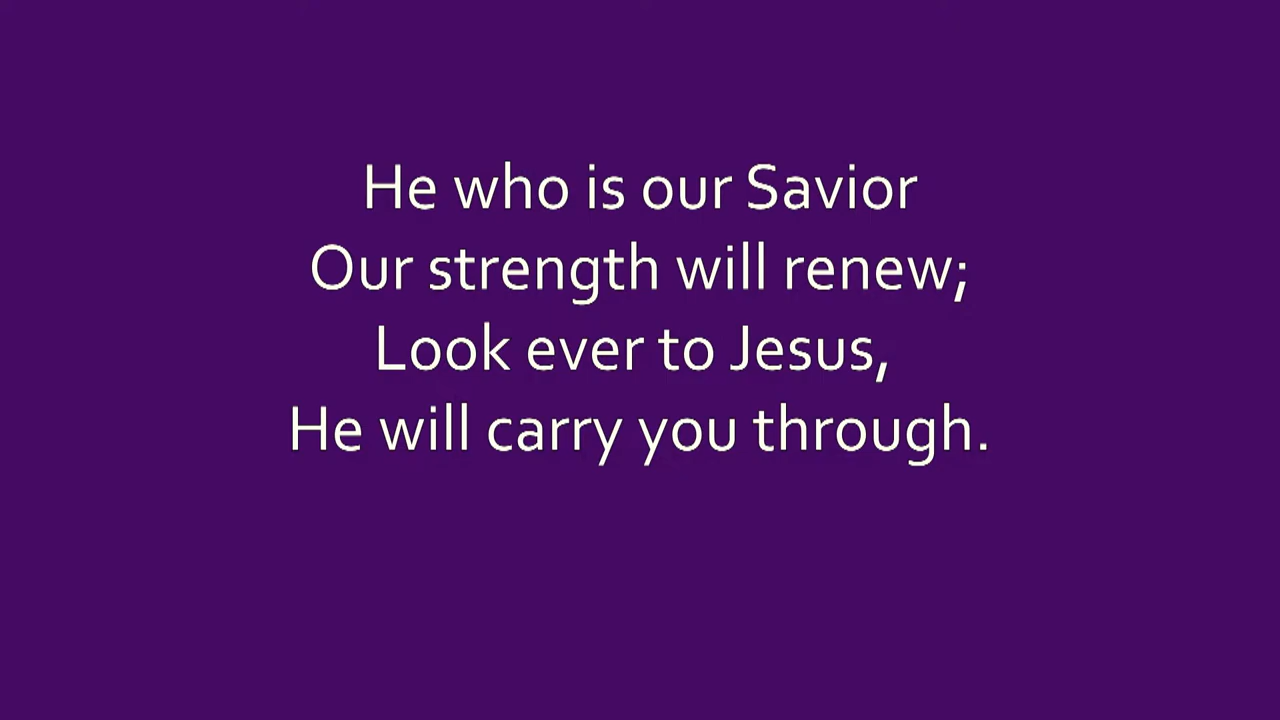 He who is our Savior
Our strength will renew;
Look ever to Jesus,
He will carry you through.